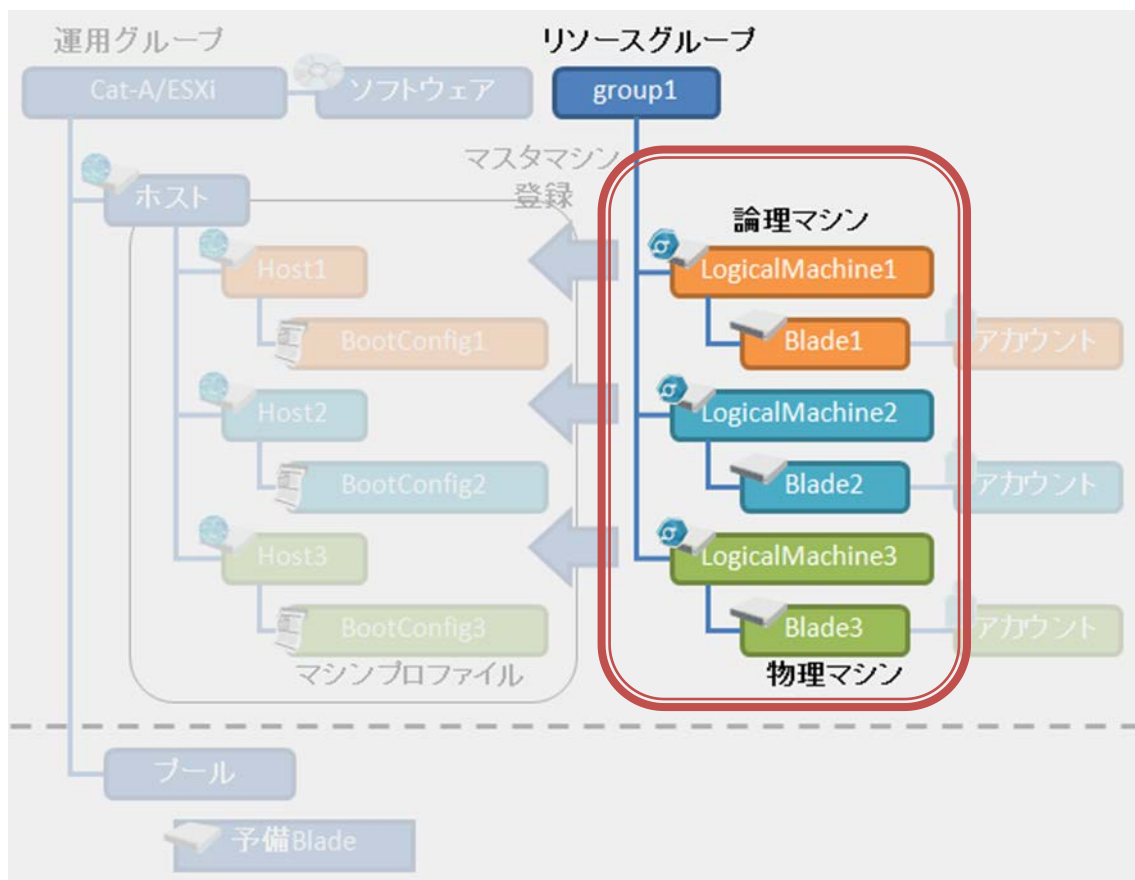 運用グループ
リソースグループ
Cat-A/ESXi
ソフトウェア
group1
マスタマシン
登録
ホスト
論理マシン
Host1
LogicalMachine1
BootConfig1
Blade1
アカウント
Host2
LogicalMachine2
BootConfig2
Blade2
アカウント
Host3
LogicalMachine3
BootConfig3
Blade3
アカウント
マシンプロファイル
物理マシン
プール
予備Blade